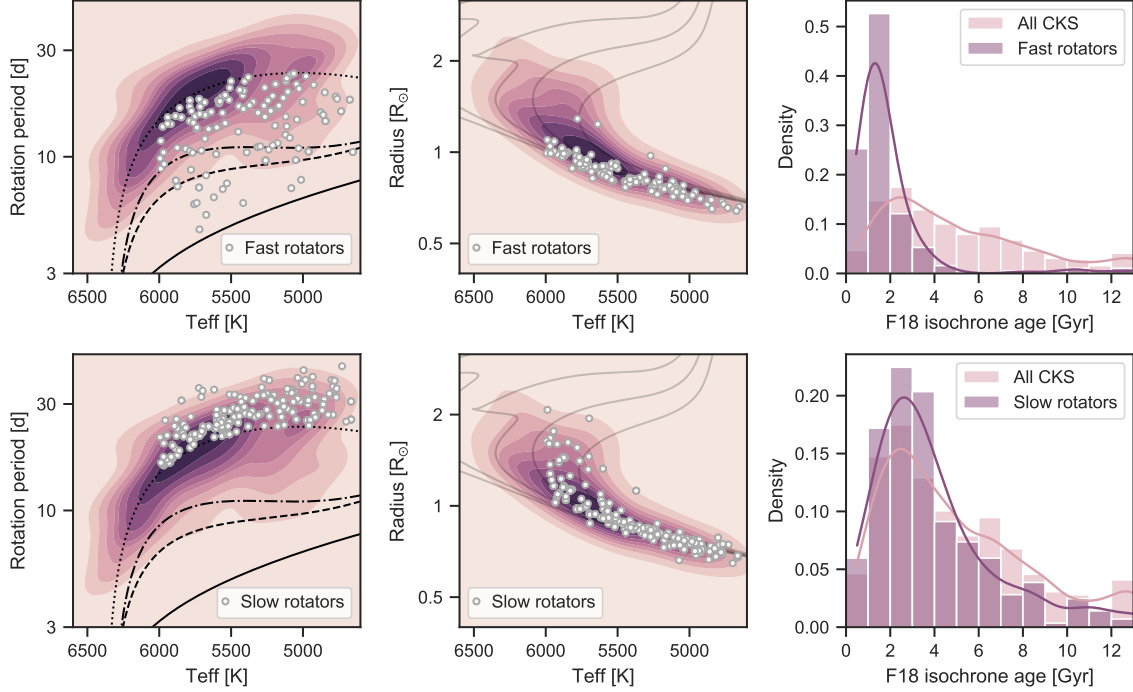 30
10
3
Rotation period [d]
6500 6000 5500 5000
Teff [K]
Fast rotators
2
1
0.5
Radius [R☉]
6500 6000 5500 5000
Teff [K]
Fast rotators
0.5
0.4
0.3
0.2
0.1
0.0
Density
0 2 4 6 8 10 12
F18 isochrone age [Gyr]
All CKS
Fast rotators
30
10
3
Rotation period [d]
6500 6000 5500 5000
Teff [K]
Slow rotators
2
1
0.5
Radius [R☉]
6500 6000 5500 5000
Teff [K]
Slow rotators
0.20
0.15
0.10
0.05
0.00
Density
0 2 4 6 8 10 12
F18 isochrone age [Gyr]
All CKS
Slow rotators